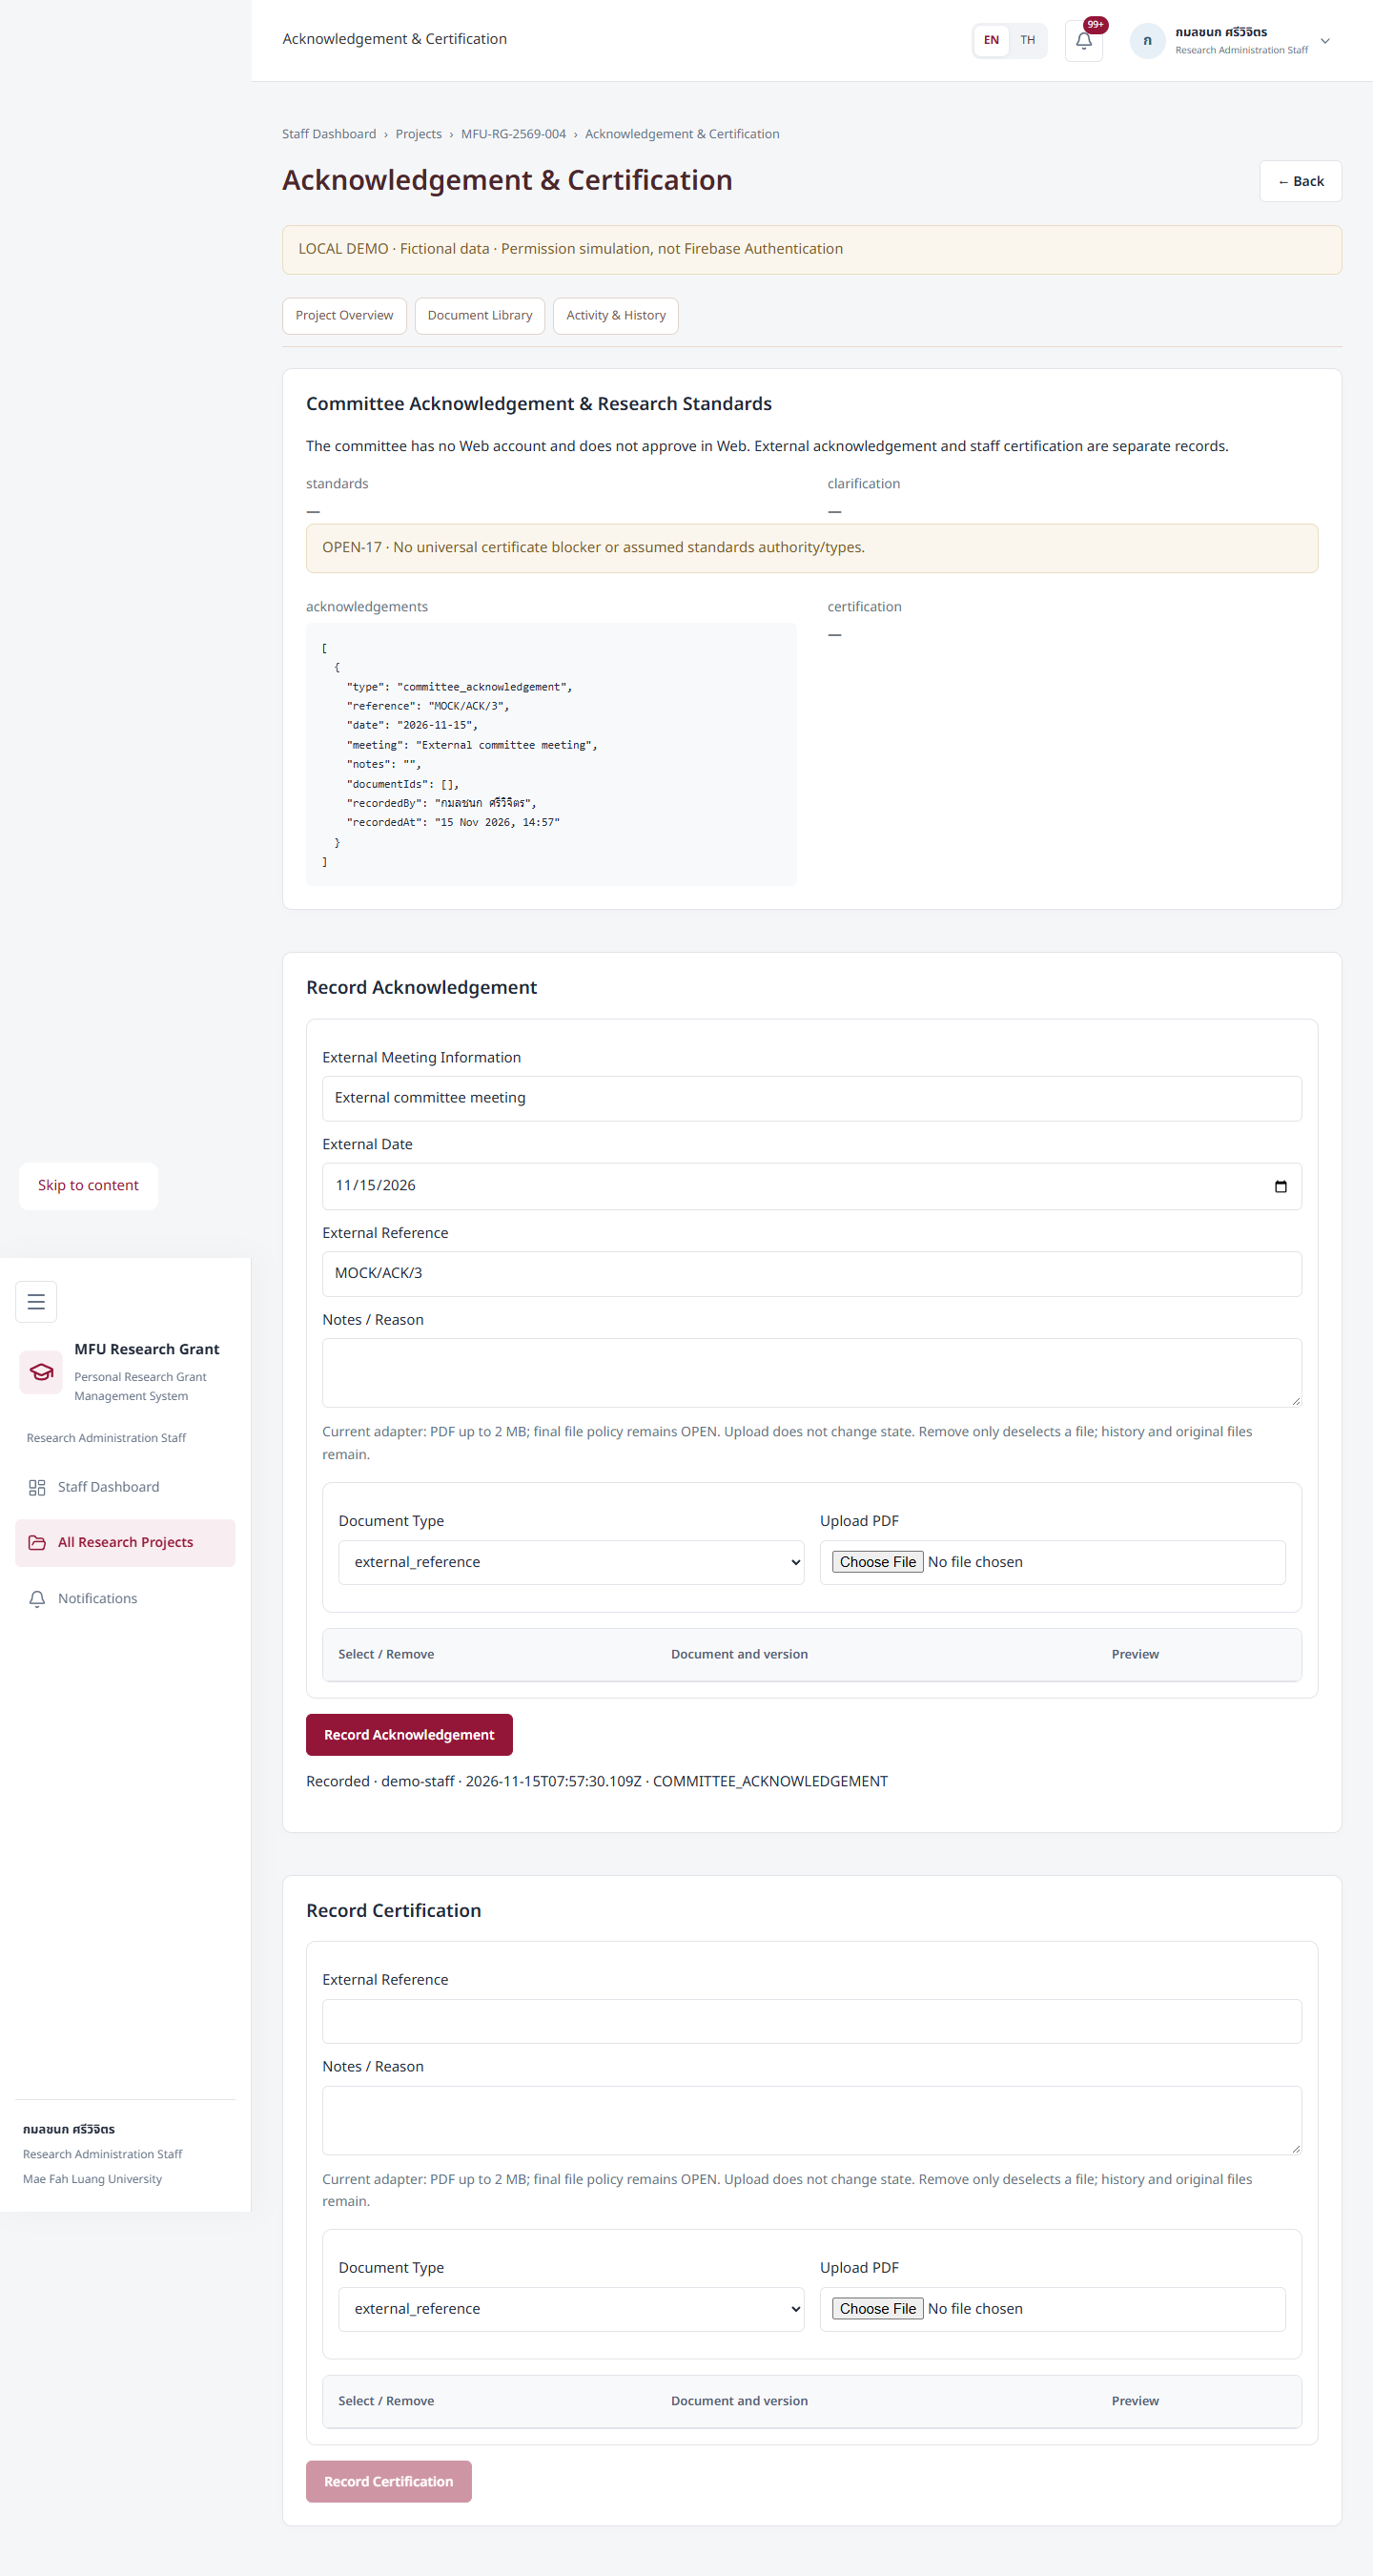 Acknowledgement & Certification
EN TH
99+
ก
กมลชนก ศรีวิจิตร
Research Administration Staff
Staff Dashboard › Projects › MFU-RG-2569-004 › Acknowledgement & Certification
Acknowledgement & Certification
← Back
LOCAL DEMO · Fictional data · Permission simulation, not Firebase Authentication
Project Overview
Document Library
Activity & History
Committee Acknowledgement & Research Standards
The committee has no Web account and does not approve in Web. External acknowledgement and staff certification are separate records.
standards
—
clarification
—
OPEN-17 · No universal certificate blocker or assumed standards authority/types.
acknowledgements
[
{
"type": "committee_acknowledgement",
"reference": "MOCK/ACK/3",
"date": "2026-11-15",
"meeting": "External committee meeting",
"notes": "",
"documentIds": [],
"recordedBy": "กมลชนก ศรีวิจิตร",
"recordedAt": "15 Nov 2026, 14:57"
}
]
certification
—
Record Acknowledgement
External Meeting Information
External committee meeting
External Date
11/15/2026
External Reference
MOCK/ACK/3
Notes / Reason
Current adapter: PDF up to 2 MB; final file policy remains OPEN. Upload does not change state. Remove only deselects a file; history and original files
remain.
Document Type
external_reference
Upload PDF
Choose File No file chosen
Select / Remove
Document and version
Preview
Record Acknowledgement
Recorded · demo-staff · 2026-11-15T07:57:30.109Z · COMMITTEE_ACKNOWLEDGEMENT
Record Certification
External Reference
Notes / Reason
Current adapter: PDF up to 2 MB; final file policy remains OPEN. Upload does not change state. Remove only deselects a file; history and original files
remain.
Document Type
external_reference
Upload PDF
Choose File No file chosen
Select / Remove
Document and version
Preview
Record Certification
Skip to content
MFU Research Grant
Personal Research Grant
Management System
Research Administration Staff
Staff Dashboard
All Research Projects
Notifications
กมลชนก ศรีวิจิตร
Research Administration Staff
Mae Fah Luang University